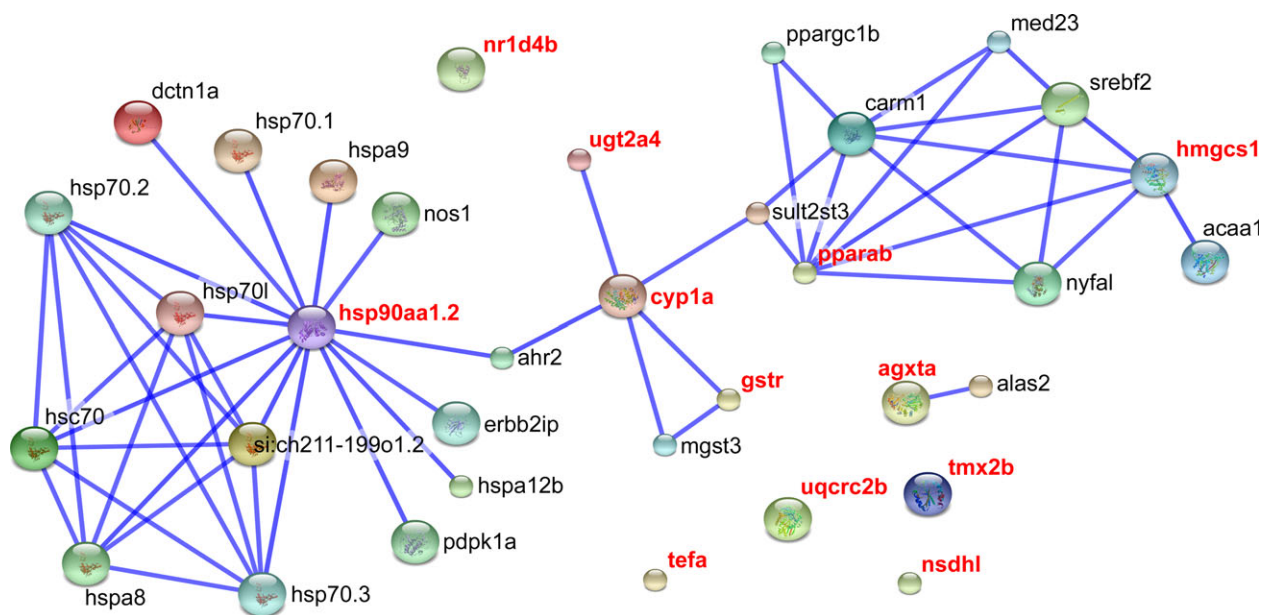 nr1d4b
ppargc1b
med23
dctn1a
srebf2
carm1
hsp70.1
ugt2a4
hmgcs1
hspa9
hsp70.2
nos1
sult2st3
acaa1
pparab
nyfal
hsp70l
hsp90aa1.2
cyp1a
ahr2
agxta
alas2
gstr
erbb2ip
hsc70
si:ch211-199o1.2
mgst3
tmx2b
uqcrc2b
hspa12b
pdpk1a
tefa
nsdhl
hspa8
hsp70.3